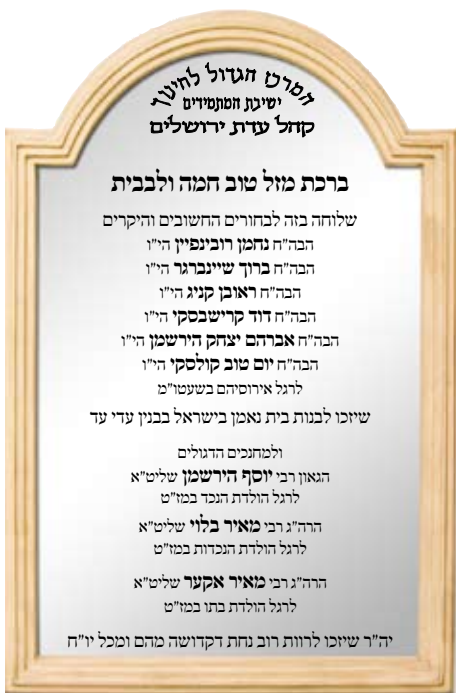 המרכז הגדול לחינוך
ישיבת המתמידים
קהל עדת ירושלים
ברכת מזל טוב חמה ולבבית
שלוחה בזה לבחורים החשובים והיקרים
הבה"ח נחמן רובינפיין הי"ו
הבה"ח ברוך שיינברגר הי"ו
הבה"ח ראובן קניג הי"ו
הבה"ח דוד קרישבסקי הי"ו
הבה"ח אברהם יצחק הירשמן הי"ו
הבה"ח יום טוב קולסקי הי"ו
לרגל אירוסיהם בשעטו"מ
שיזכו לבנות בית נאמן בישראל בבנין עדי עד
ולמחנכים הדגולים
הגאון רבי יוסף הירשמן שליט"א
לרגל הולדת הנכד במז"ט
הרה"ג רבי מאיר בלוי שליט"א
לרגל הולדת הנכדות במז"ט
הרה"ג רבי מאיר אקער שליט"א
לרגל הולדת בתו במז"ט
יה"ר שיזכו לרוות רוב נחת דקדושה מהם ומכל יו"ח